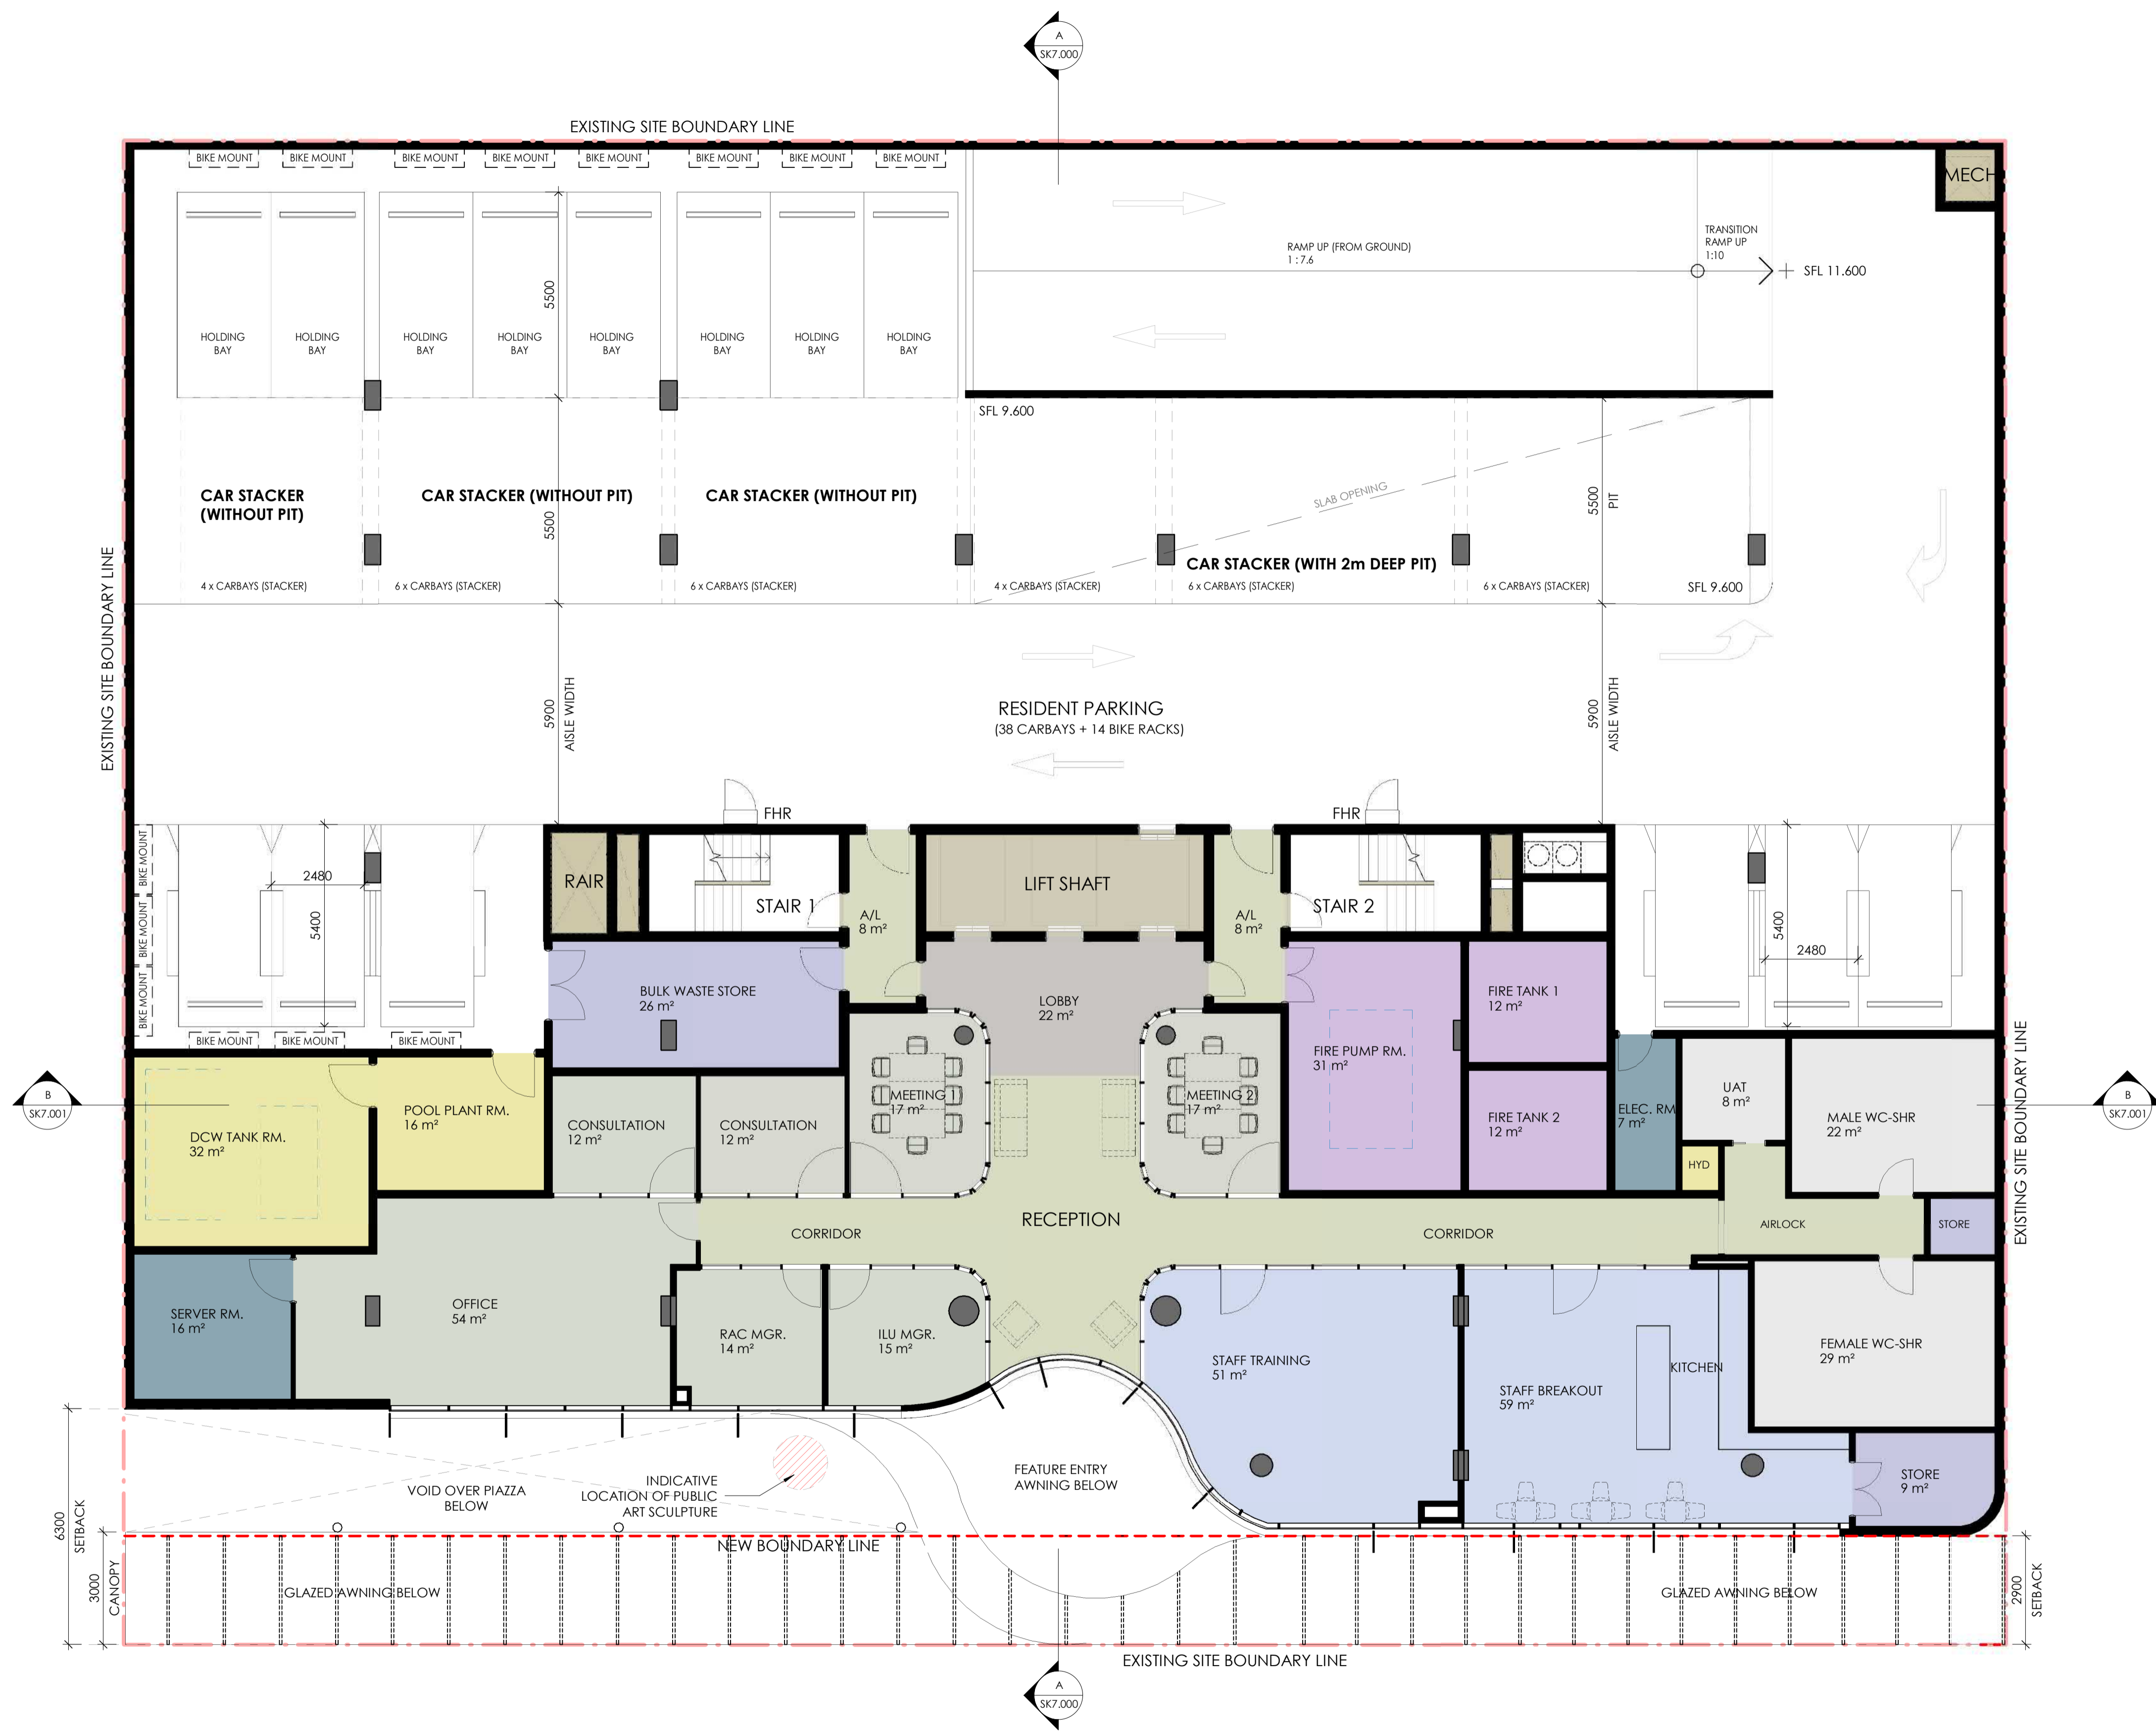 A
SK7.000
EXISTING SITE BOUNDARY LINE
BIKE MOUNT
BIKE MOUNT
BIKE MOUNT
BIKE MOUNT
BIKE MOUNT
BIKE MOUNT
BIKE MOUNT
BIKE MOUNT
MECH
RAMP UP (FROM GROUND)
1 : 7.6
TRANSITION
RAMP UP
1:10
SFL 11.600
5500
HOLDING
BAY
HOLDING
BAY
HOLDING
BAY
HOLDING
BAY
HOLDING
BAY
HOLDING
BAY
HOLDING
BAY
HOLDING
BAY
SFL 9.600
CAR STACKER
(WITHOUT PIT)
CAR STACKER (WITHOUT PIT)
CAR STACKER (WITHOUT PIT)
5500
SLAB OPENING
5500
PIT
CAR STACKER (WITH 2m DEEP PIT)
4 x CARBAYS (STACKER)
6 x CARBAYS (STACKER)
6 x CARBAYS (STACKER)
4 x CARBAYS (STACKER)
6 x CARBAYS (STACKER)
6 x CARBAYS (STACKER)
SFL 9.600
EXISTING SITE BOUNDARY LINE
5900
AISLE WIDTH
RESIDENT PARKING
(38 CARBAYS + 14 BIKE RACKS)
5900
AISLE WIDTH
FHR
FHR
BIKE MOUNT
BIKE MOUNT
BIKE MOUNT
2480
5400
RAIR
STAIR 1
A/L
8 m²
LIFT SHAFT
A/L
8 m²
STAIR 2
5400
2480
BIKE MOUNT
BIKE MOUNT
BIKE MOUNT
BULK WASTE STORE
26 m²
LOBBY
22 m²
FIRE PUMP RM.
31 m²
FIRE TANK 1
12 m²
FIRE TANK 2
12 m²
EXISTING SITE BOUNDARY LINE
B
SK7.001
B
SK7.001
DCW TANK RM.
32 m²
POOL PLANT RM.
16 m²
CONSULTATION
12 m²
CONSULTATION
12 m²
MEETING 1
17 m²
MEETING 2
17 m²
ELEC. RM
7 m²
UAT
8 m²
MALE WC-SHR
22 m²
HYD
CORRIDOR
RECEPTION
CORRIDOR
AIRLOCK
STORE
SERVER RM.
16 m²
OFFICE
54 m²
RAC MGR.
14 m²
ILU MGR.
15 m²
STAFF TRAINING
51 m²
STAFF BREAKOUT
59 m²
KITCHEN
FEMALE WC-SHR
29 m²
STORE
9 m²
6300
SETBACK
VOID OVER PIAZZA
BELOW
INDICATIVE
LOCATION OF PUBLIC
ART SCULPTURE
FEATURE ENTRY
AWNING BELOW
NEW BOUNDARY LINE
3000
CANOPY
GLAZED AWNING BELOW
GLAZED AWNING BELOW
2900
SETBACK
EXISTING SITE BOUNDARY LINE
A
SK7.000